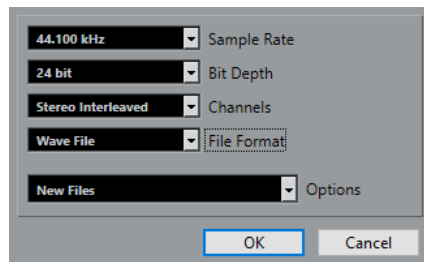 44.100 kHz Sample Rate
24 bit Bit Depth
Stereo Interleaved Channels
Wave File File Format
New Files Options
OK Cancel